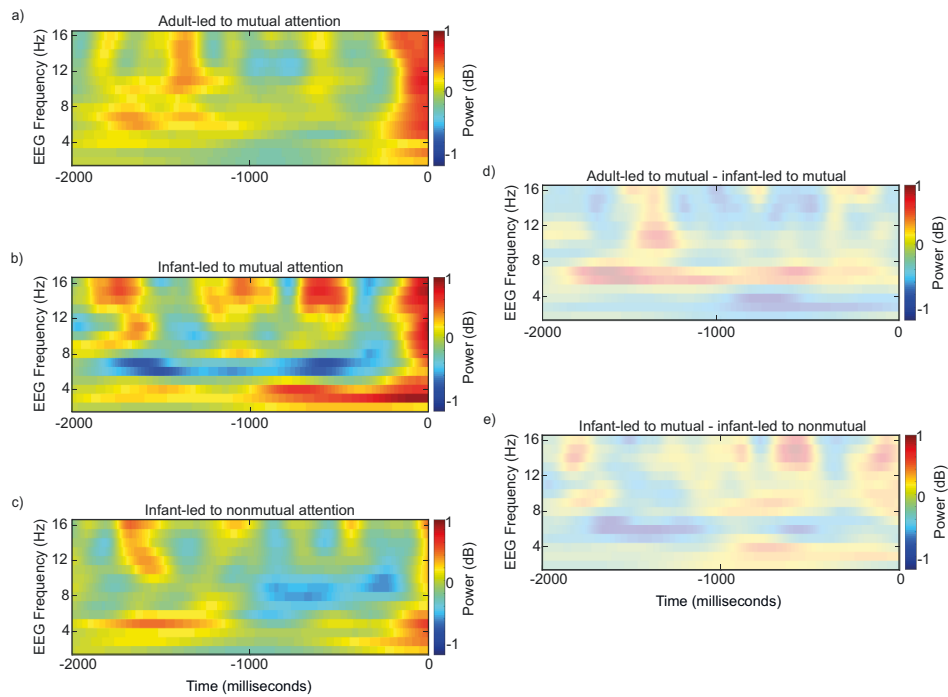 a)
Adult-led to mutual attention
EEG Frequency (Hz)
16
12
8
4
-2000
-1000
0
1
0
-1
Power (dB)
b)
Infant-led to mutual attention
EEG Frequency (Hz)
16
12
8
4
-2000
-1000
0
1
0
-1
Power (dB)
c)
Infant-led to nonmutual attention
EEG Frequency (Hz)
16
12
8
4
-2000
-1000
0
1
0
-1
Power (dB)
Time (milliseconds)
d)
Adult-led to mutual - infant-led to mutual
EEG Frequency (Hz)
16
12
8
4
-2000
-1000
0
1
0
-1
Power (dB)
e)
Infant-led to mutual - infant-led to nonmutual
EEG Frequency (Hz)
16
12
8
4
-2000
-1000
0
1
0
-1
Power (dB)
Time (milliseconds)